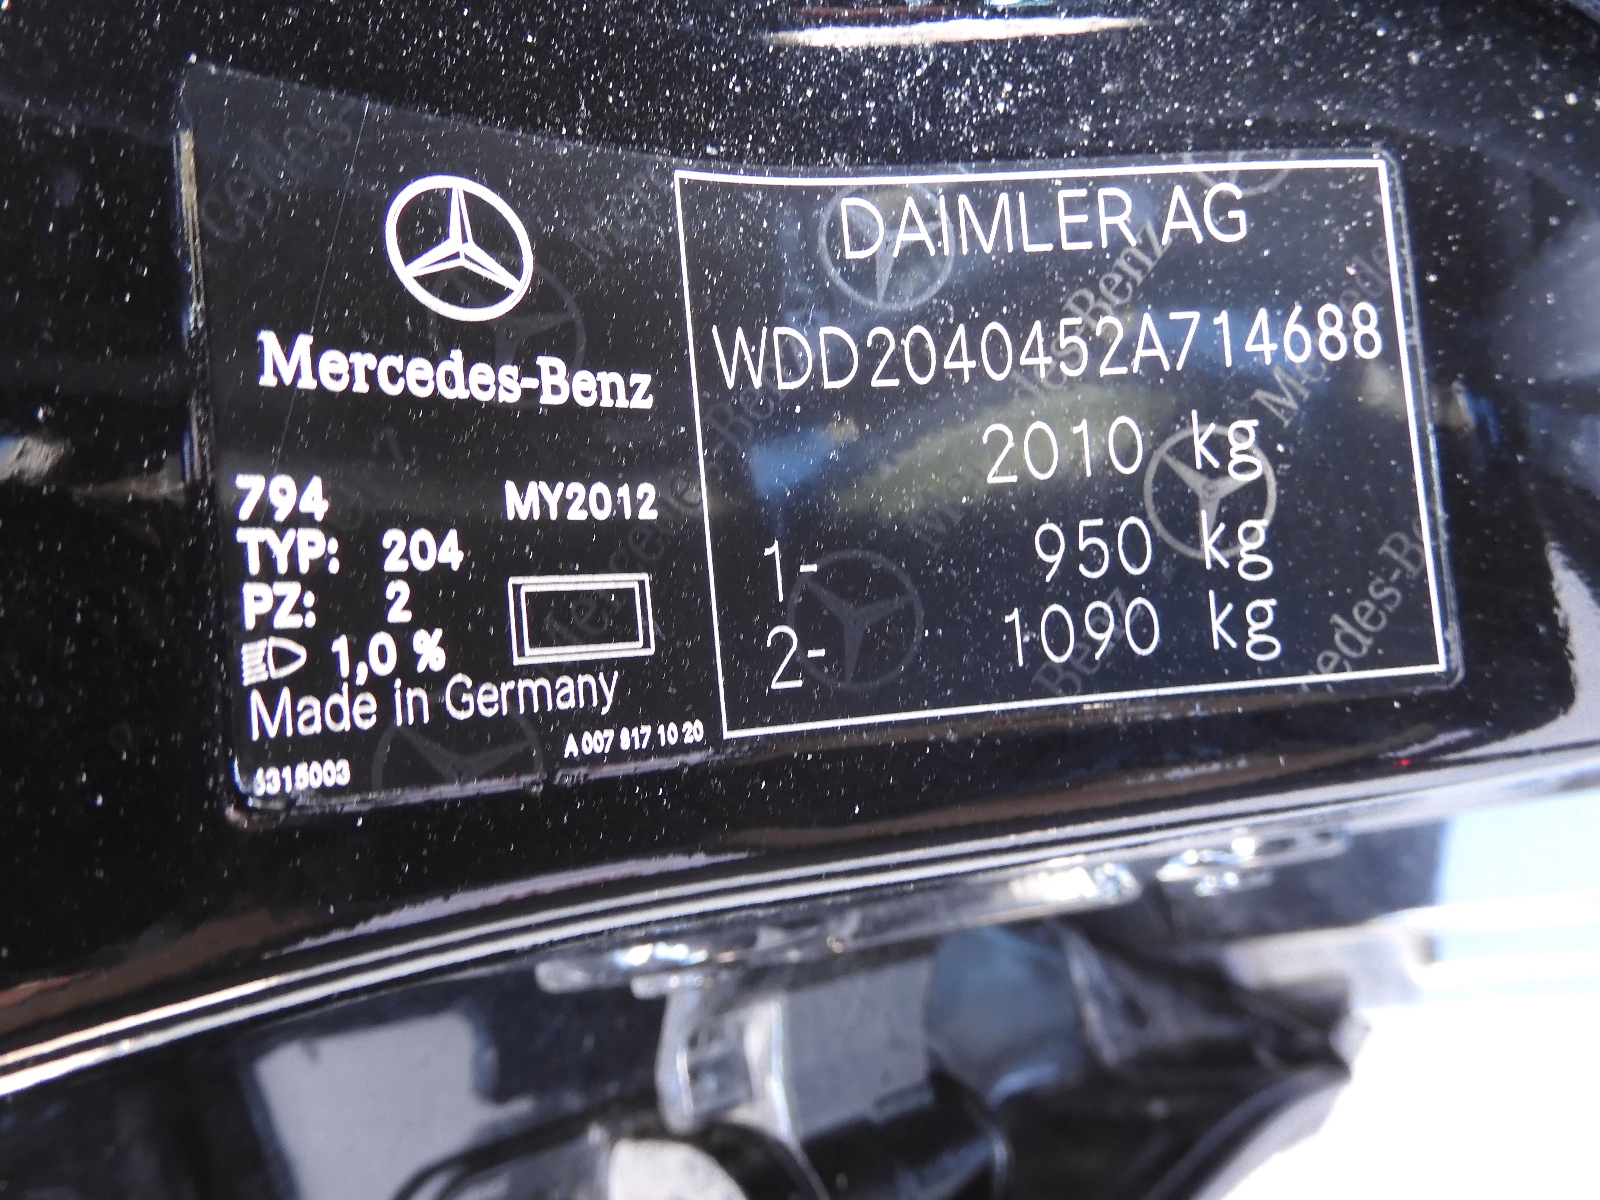 Mercedes-Benz
794 MY2012
TYP: 204
PZ: 2
1,0 %
Made in Germany
A 007 817 10 20
6315003
DAIMLER AG
WDD2040452A714688
2010 kg
1- 950 kg
2- 1090 kg